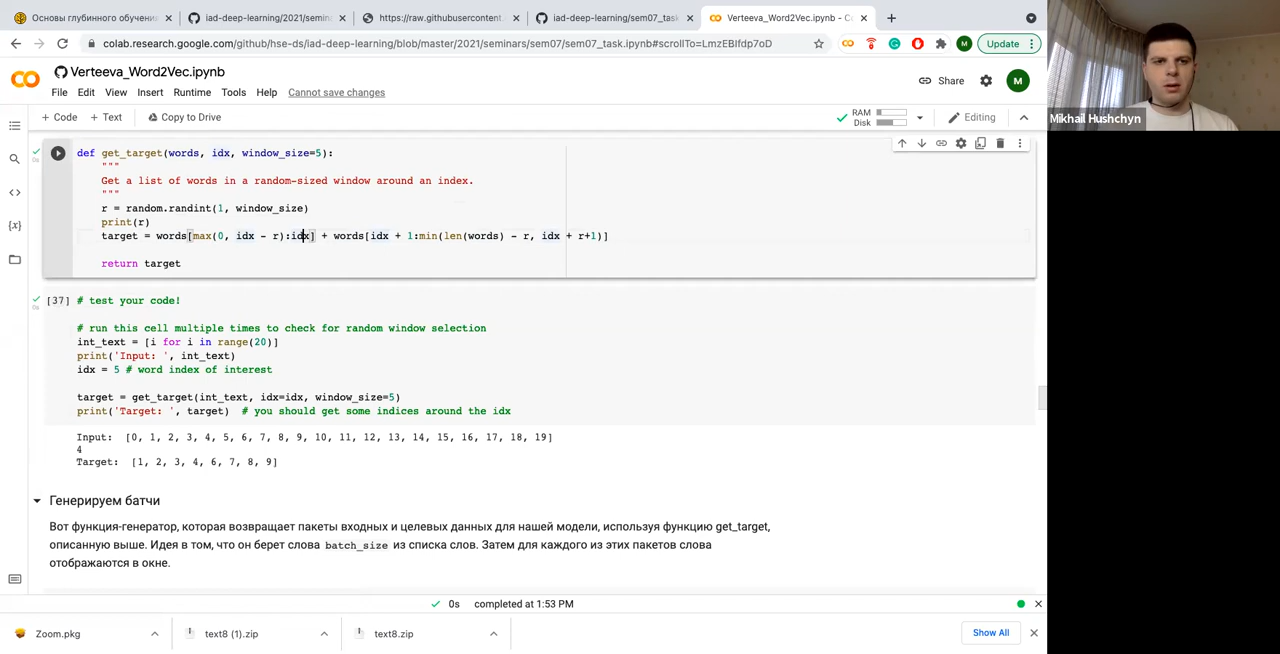 Основы глубинного обучени
iad-deep-learning/2021/semin
https://raw.githubusercontent.
iad-deep-learning/sem07_task
Verteeva_Word2Vec.ipynb - Co
colab.research.google.com/github/hse-ds/iad-deep-learning/blob/master/2021/seminars/sem07/sem07_task.ipynb#scrollTo=LmzEBIfdp7oD
M
Update
Verteeva_Word2Vec.ipynb
Share
M
File Edit View Insert Runtime Tools Help Cannot save changes
+ Code + Text Copy to Drive
RAM
Disk
Editing
def get_target(words, idx, window_size=5):
"""
Get a list of words in a random-sized window around an index.
"""
r = random.randint(1, window_size)
print(r)
target = words[max(0, idx - r):idx] + words[idx + 1:min(len(words) - r, idx + r+1)]
return target
[37] # test your code!
# run this cell multiple times to check for random window selection
int_text = [i for i in range(20)]
print('Input: ', int_text)
idx = 5 # word index of interest
target = get_target(int_text, idx=idx, window_size=5)
print('Target: ', target)  # you should get some indices around the idx
Input:  [0, 1, 2, 3, 4, 5, 6, 7, 8, 9, 10, 11, 12, 13, 14, 15, 16, 17, 18, 19]
4
Target:  [1, 2, 3, 4, 6, 7, 8, 9]
Генерируем батчи
Вот функция-генератор, которая возвращает пакеты входных и целевых данных для нашей модели, используя функцию get_target,
описанную выше. Идея в том, что он берет слова batch_size из списка слов. Затем для каждого из этих пакетов слова
отображаются в окне.
0s completed at 1:53 PM
Zoom.pkg
text8 (1).zip
text8.zip
Show All
Mikhail Hushchyn